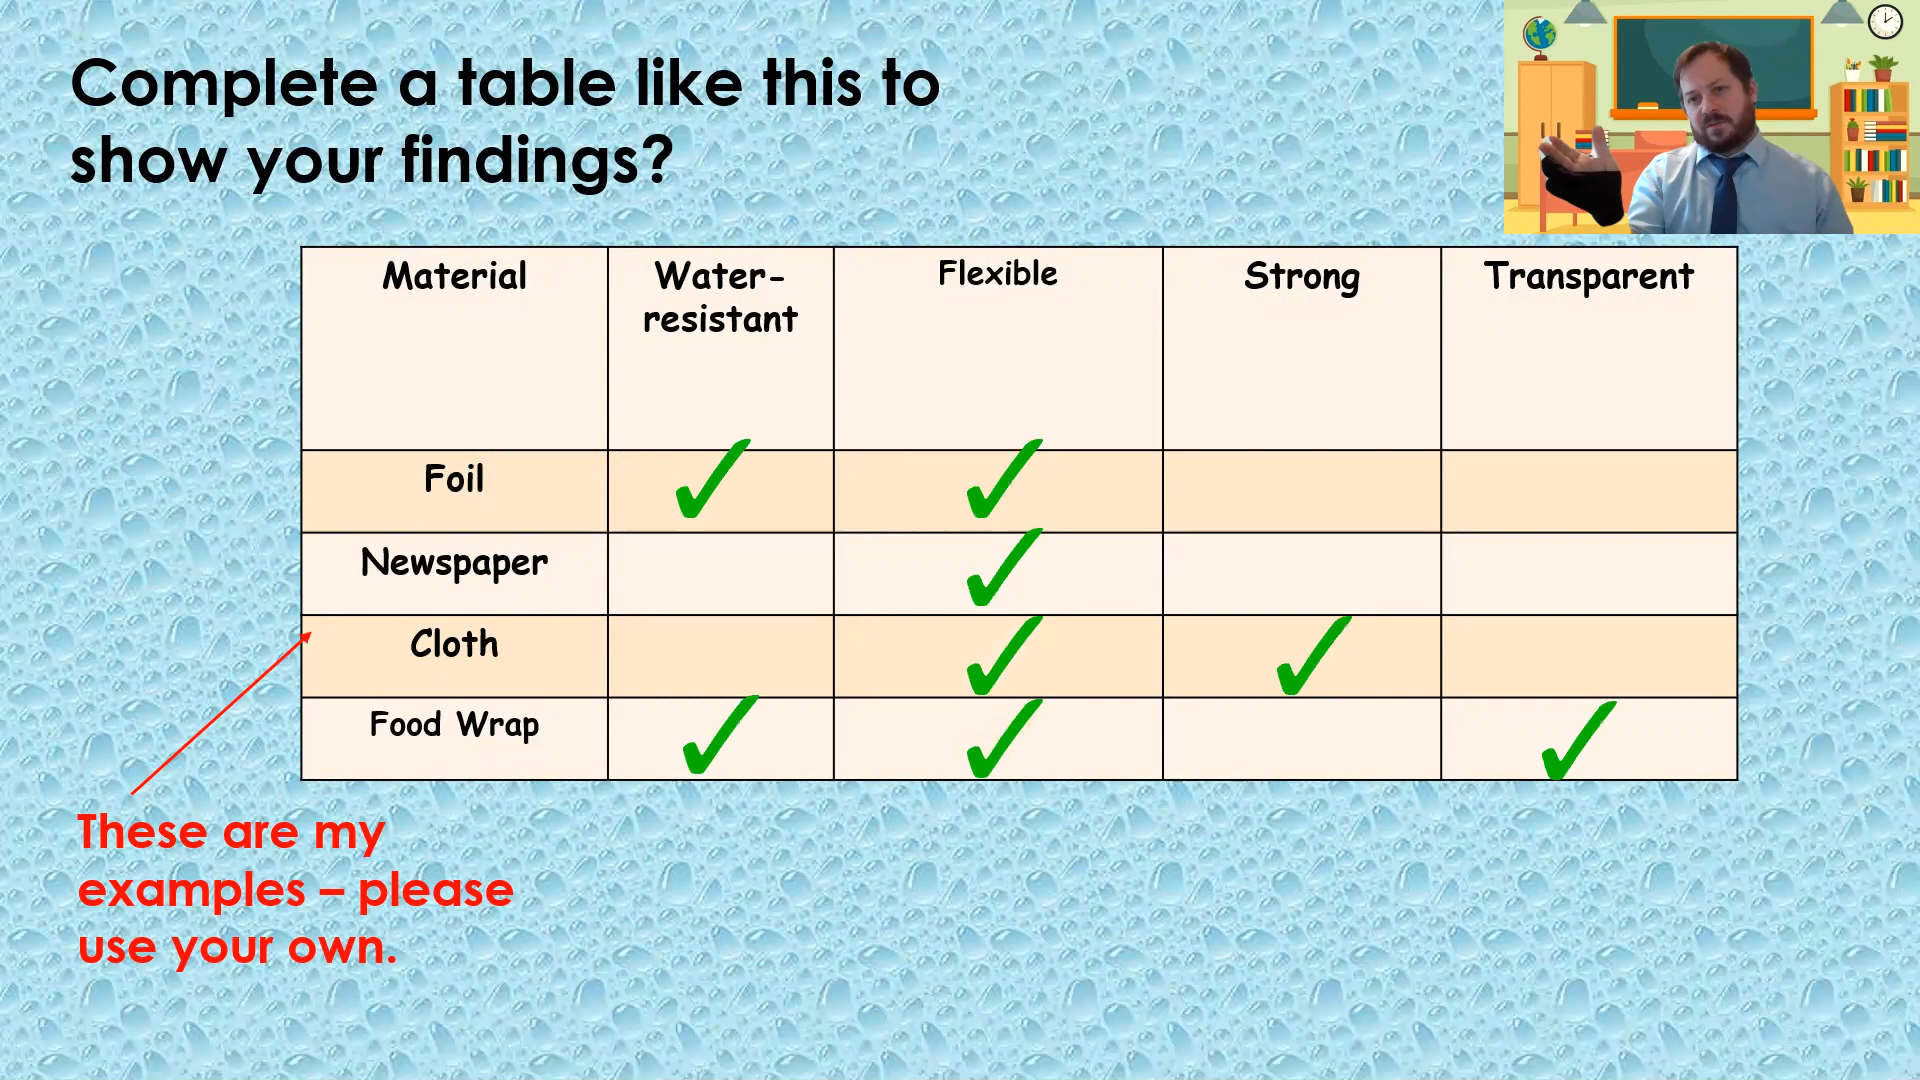 Complete a table like this to
show your findings?
Material
Water-
resistant
Flexible
Strong
Transparent
Foil
✓
✓
Newspaper
✓
Cloth
✓
✓
Food Wrap
✓
✓
✓
These are my
examples – please
use your own.